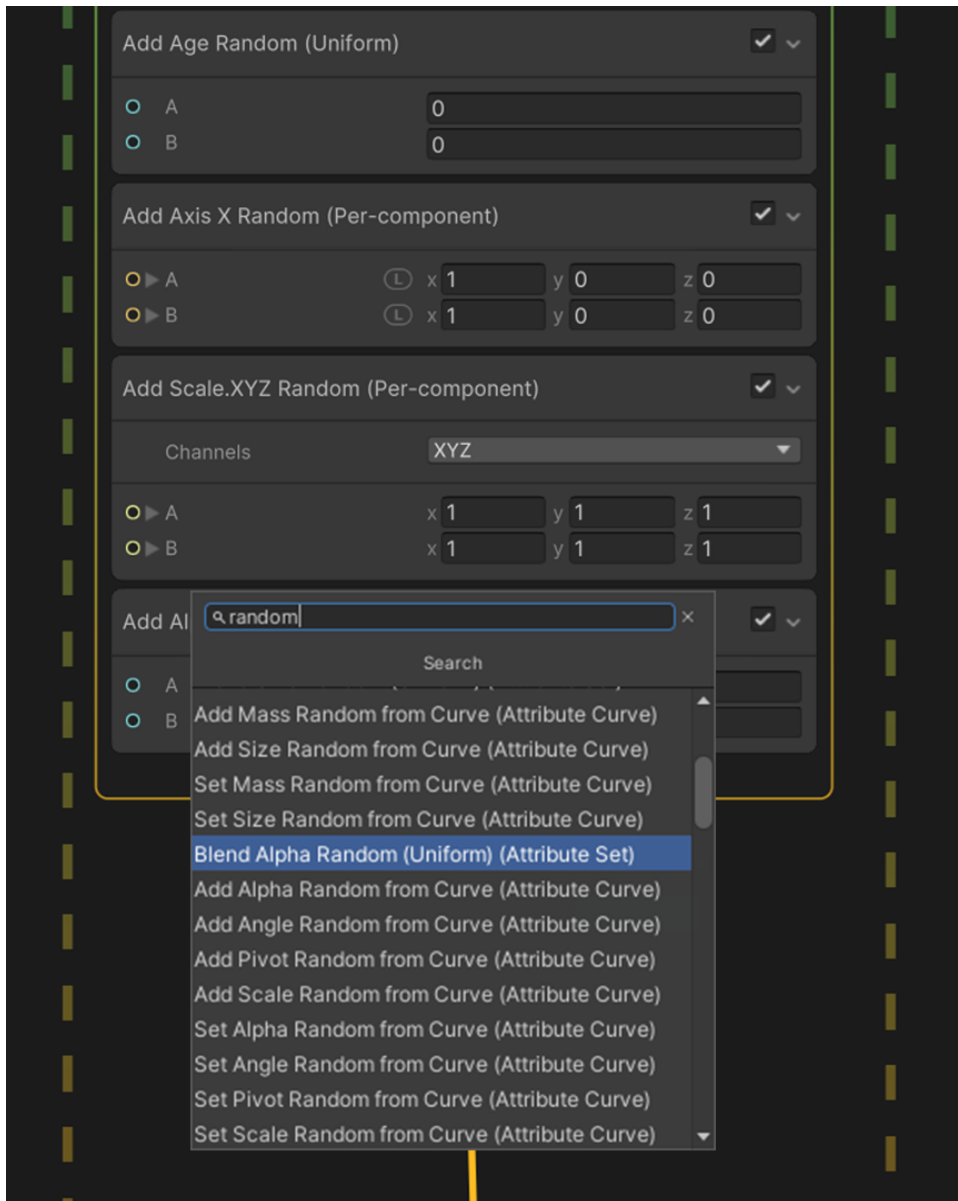 Add Age Random (Uniform)
A 0
B 0
Add Axis X Random (Per-component)
A L x 1 y 0 z 0
B L x 1 y 0 z 0
Add Scale.XYZ Random (Per-component)
Channels XYZ
A x 1 y 1 z 1
B x 1 y 1 z 1
Add Al
random
Search
A
B
Add Mass Random from Curve (Attribute Curve)
Add Size Random from Curve (Attribute Curve)
Set Mass Random from Curve (Attribute Curve)
Set Size Random from Curve (Attribute Curve)
Blend Alpha Random (Uniform) (Attribute Set)
Add Alpha Random from Curve (Attribute Curve)
Add Angle Random from Curve (Attribute Curve)
Add Pivot Random from Curve (Attribute Curve)
Add Scale Random from Curve (Attribute Curve)
Set Alpha Random from Curve (Attribute Curve)
Set Angle Random from Curve (Attribute Curve)
Set Pivot Random from Curve (Attribute Curve)
Set Scale Random from Curve (Attribute Curve)